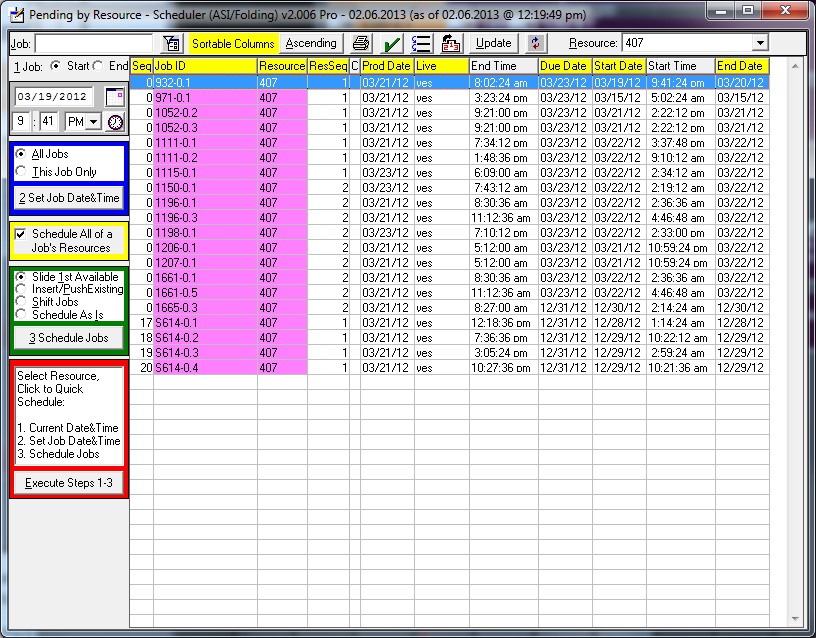 Pending by Resource - Scheduler (ASI/Folding) v2.006 Pro - 02.06.2013 (as of 02.06.2013 @ 12:19:49 pm)
Job: Sortable Columns Ascending Update Resource: 407
1 Job: Start End
03/19/2012
9 : 41 PM
All Jobs
This Job Only
2 Set Job Date&Time
Schedule All of a
Job's Resources
Slide 1st Available
Insert/PushExisting
Shift Jobs
Schedule As Is
3 Schedule Jobs
Select Resource,
Click to Quick
Schedule:
1. Current Date&Time
2. Set Job Date&Time
3. Schedule Jobs
Execute Steps 1-3
Seq Job ID Resource ResSeq C Prod Date Live End Time Due Date Start Date Start Time End Date
0 932-0.1 407 1 03/21/12 yes 8:02:24 am 03/23/12 03/19/12 9:41:24 pm 03/20/12
0 971-0.1 407 1 03/21/12 yes 3:23:24 pm 03/23/12 03/15/12 5:02:24 am 03/15/12
0 1052-0.2 407 1 03/21/12 yes 9:21:00 pm 03/23/12 03/21/12 2:22:12 pm 03/21/12
0 1052-0.3 407 1 03/21/12 yes 9:21:00 pm 03/23/12 03/21/12 2:22:12 pm 03/21/12
0 1111-0.1 407 1 03/21/12 yes 7:34:12 pm 03/23/12 03/22/12 3:37:48 pm 03/22/12
0 1111-0.2 407 1 03/21/12 yes 1:48:36 pm 03/23/12 03/22/12 9:10:12 am 03/22/12
0 1115-0.1 407 1 03/23/12 yes 6:09:00 am 03/23/12 03/22/12 2:34:12 am 03/22/12
0 1150-0.1 407 2 03/23/12 yes 7:43:12 am 03/23/12 03/22/12 2:19:12 am 03/22/12
0 1196-0.1 407 2 03/21/12 yes 8:30:36 am 03/23/12 03/22/12 2:36:36 am 03/22/12
0 1196-0.3 407 2 03/21/12 yes 11:12:36 am 03/23/12 03/22/12 4:46:48 am 03/22/12
0 1198-0.1 407 2 03/23/12 yes 7:10:12 pm 03/23/12 03/22/12 2:33:00 pm 03/22/12
0 1206-0.1 407 2 03/21/12 yes 5:12:00 am 03/23/12 03/21/12 10:59:24 pm 03/22/12
0 1207-0.1 407 2 03/21/12 yes 5:12:00 am 03/23/12 03/21/12 10:59:24 pm 03/22/12
0 1661-0.1 407 2 03/21/12 yes 8:30:36 am 03/23/12 03/22/12 2:36:36 am 03/22/12
0 1661-0.5 407 2 03/21/12 yes 11:12:36 am 03/23/12 03/22/12 4:46:48 am 03/22/12
0 1665-0.3 407 2 03/21/12 yes 8:27:00 am 12/31/12 12/30/12 2:14:24 am 12/30/12
17 S614-0.1 407 1 03/21/12 yes 12:18:36 pm 12/31/12 12/28/12 1:14:24 am 12/28/12
18 S614-0.2 407 1 03/21/12 yes 7:36:36 pm 12/31/12 12/29/12 10:22:12 am 12/29/12
19 S614-0.3 407 1 03/21/12 yes 3:05:24 pm 12/31/12 12/29/12 2:59:24 am 12/29/12
20 S614-0.4 407 1 03/21/12 yes 10:27:36 pm 12/31/12 12/29/12 10:21:36 am 12/29/12